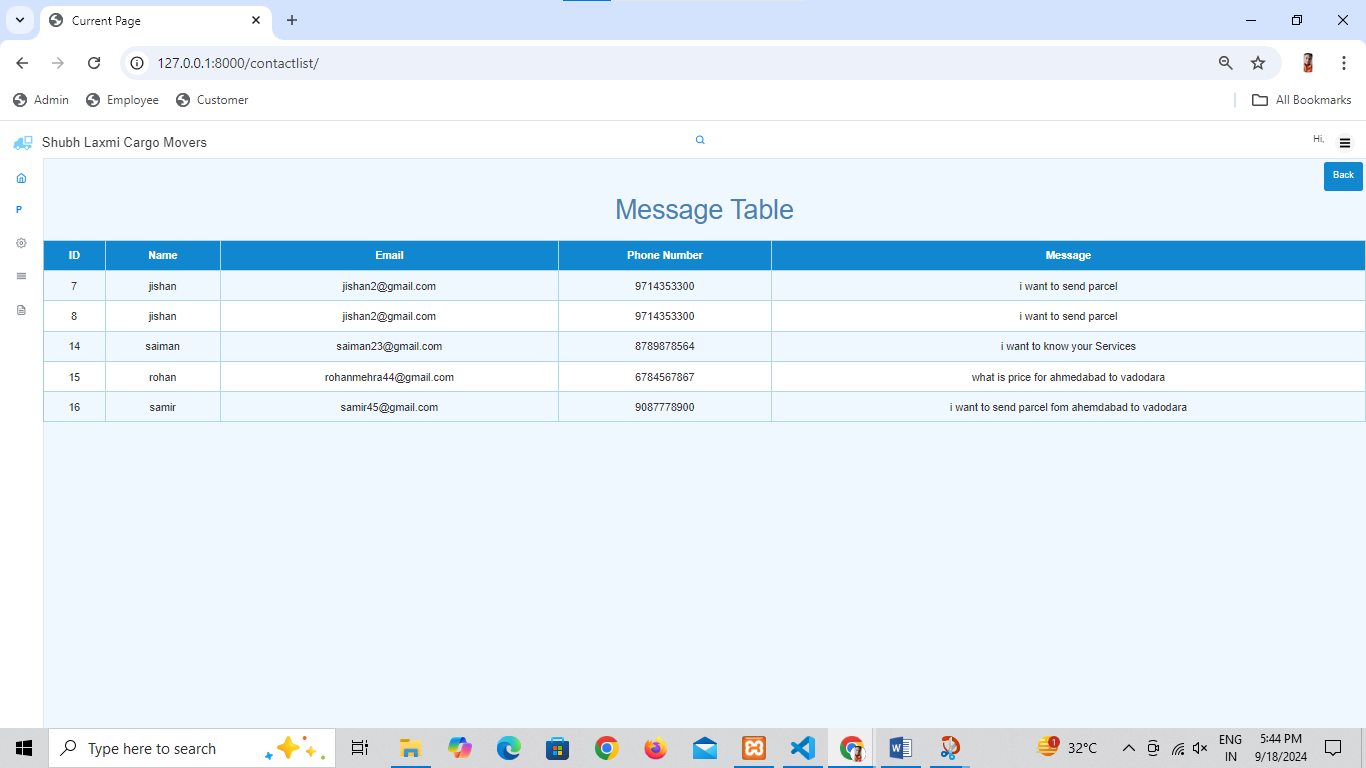 Current Page
127.0.0.1:8000/contactlist/
Admin Employee Customer All Bookmarks
Shubh Laxmi Cargo Movers Hi,
Back
P
Message Table
ID Name Email Phone Number Message
7 jishan jishan2@gmail.com 9714353300 i want to send parcel
8 jishan jishan2@gmail.com 9714353300 i want to send parcel
14 saiman saiman23@gmail.com 8789878564 i want to know your Services
15 rohan rohanmehra44@gmail.com 6784567867 what is price for ahmedabad to vadodara
16 samir samir45@gmail.com 9087778900 i want to send parcel fom ahemdabad to vadodara
Type here to search 1 32°C ENG 5:44 PM
IN 9/18/2024